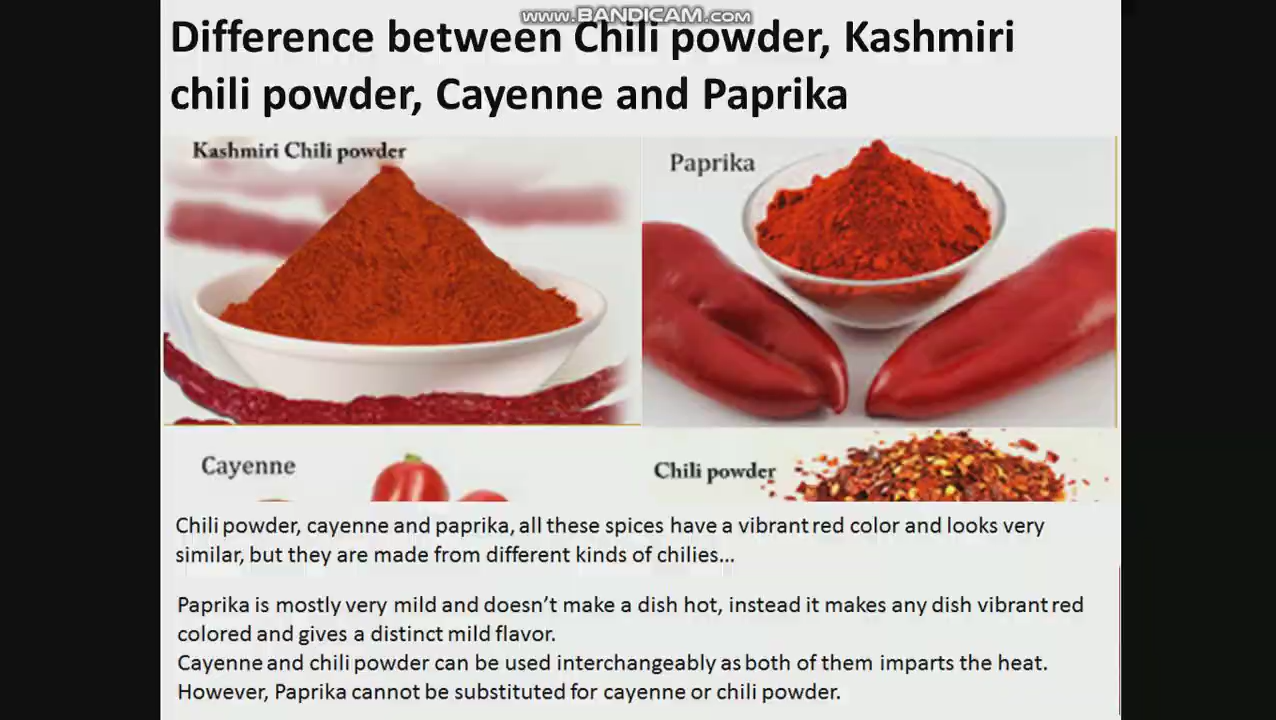 www.BANDICAM.com
Difference between Chili powder, Kashmiri
chili powder, Cayenne and Paprika
Kashmiri Chili powder
Paprika
Cayenne
Chili powder
Chili powder, cayenne and paprika, all these spices have a vibrant red color and looks very
similar, but they are made from different kinds of chilies...
Paprika is mostly very mild and doesn't make a dish hot, instead it makes any dish vibrant red
colored and gives a distinct mild flavor.
Cayenne and chili powder can be used interchangeably as both of them imparts the heat.
However, Paprika cannot be substituted for cayenne or chili powder.